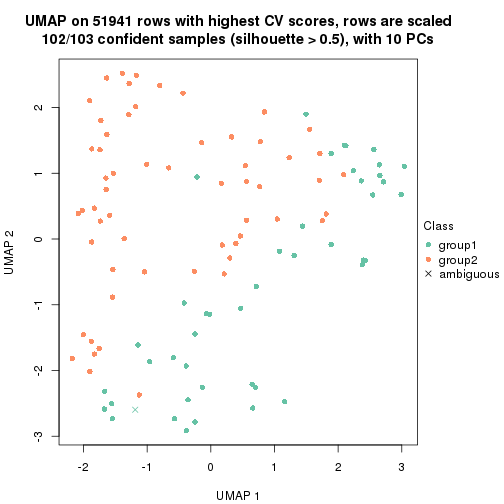 UMAP on 51941 rows with highest CV scores, rows are scaled
102/103 confident samples (silhouette > 0.5), with 10 PCs
2
1
0
-1
-2
-3
UMAP 2
Class
group1
group2
ambiguous
-2
-1
0
1
2
3
UMAP 1